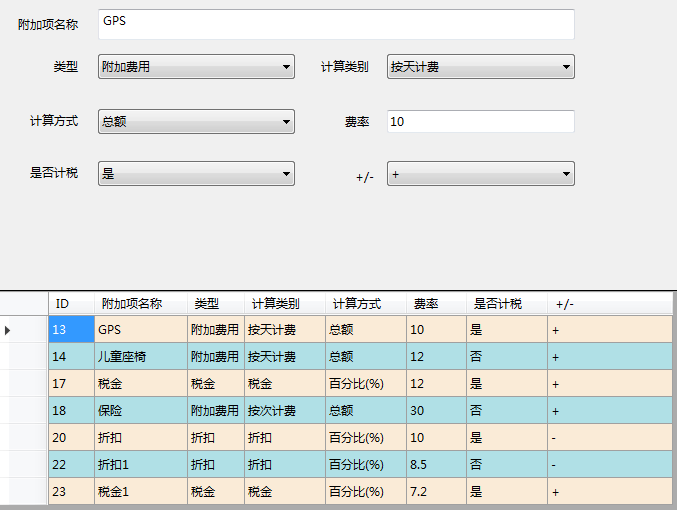 附加项名称 GPS
类型 附加费用 计算类别 按天计费
计算方式 总额 费率 10
是否计税 是 +/- +
ID 附加项名称 类型 计算类别 计算方式 费率 是否计税 +/-
13 GPS 附加费用 按天计费 总额 10 是 +
14 儿童座椅 附加费用 按天计费 总额 12 否 +
17 税金 税金 税金 百分比(%) 12 是 +
18 保险 附加费用 按次计费 总额 30 否 +
20 折扣 折扣 折扣 百分比(%) 10 是 -
22 折扣1 折扣 折扣 百分比(%) 8.5 否 -
23 税金1 税金 税金 百分比(%) 7.2 是 +